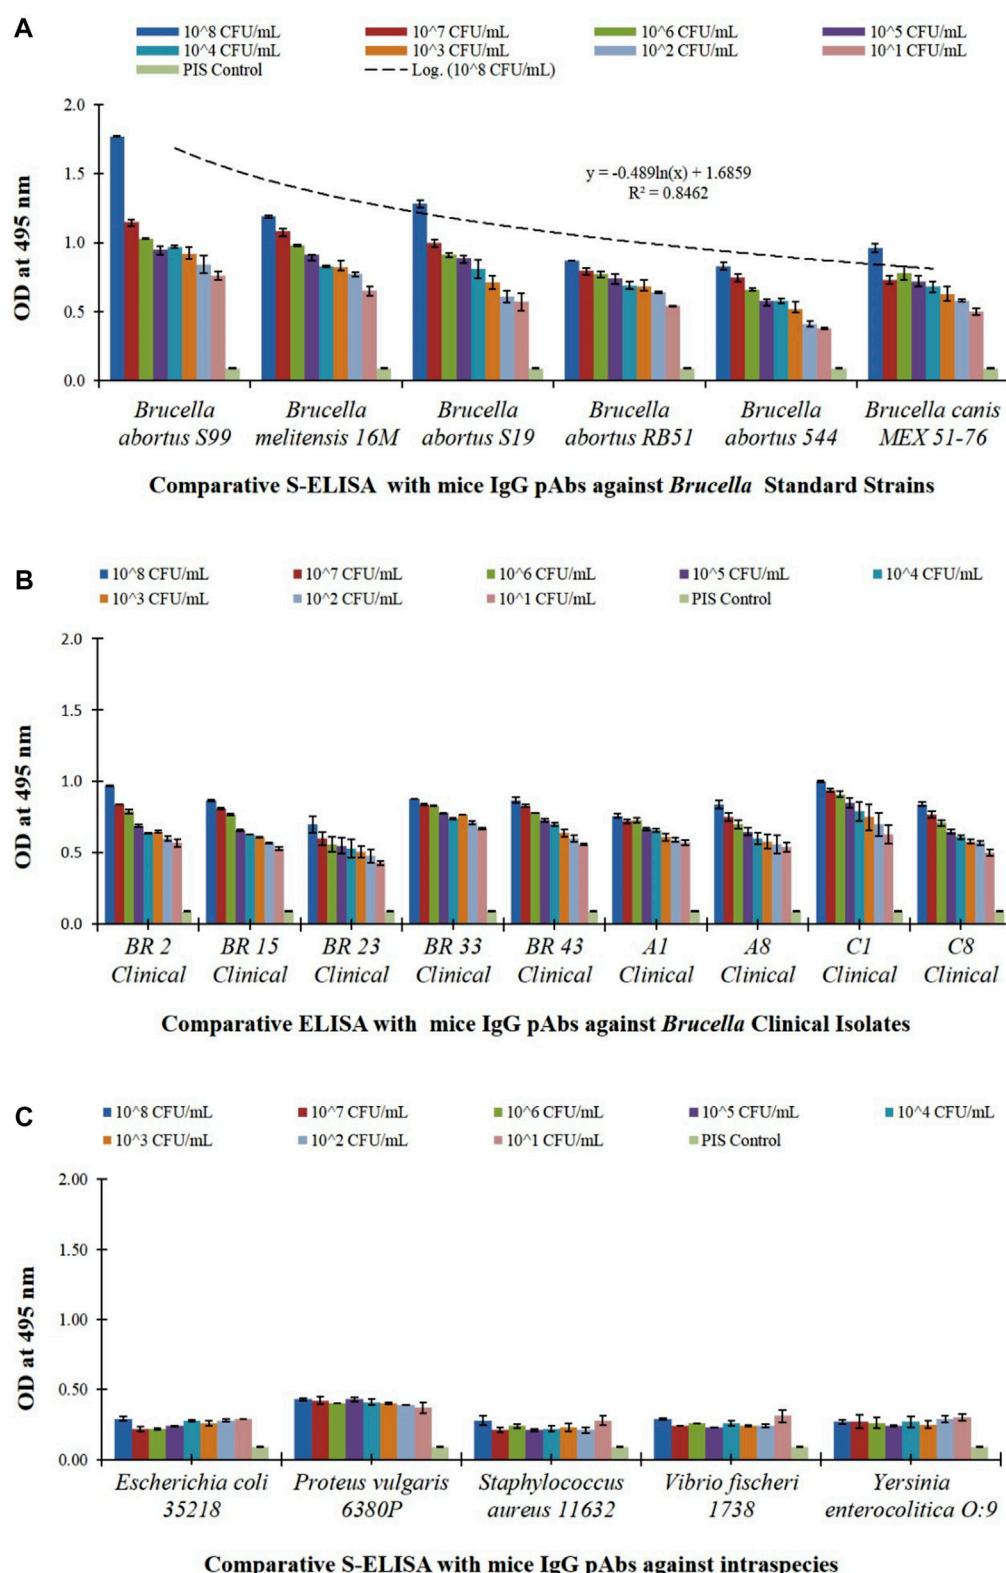 A
10^8 CFU/mL 10^7 CFU/mL 10^6 CFU/mL 10^5 CFU/mL
10^4 CFU/mL 10^3 CFU/mL 10^2 CFU/mL 10^1 CFU/mL
PIS Control Log. (10^8 CFU/mL)
2.0
1.5
1.0
0.5
0.0
OD at 495 nm
y = -0.489ln(x) + 1.6859
R² = 0.8462
Brucella Brucella Brucella Brucella Brucella Brucella canis
abortus S99 melitensis 16M abortus S19 abortus RB51 abortus 544 MEX 51-76
Comparative S-ELISA with mice IgG pAbs against Brucella Standard Strains
B
10^8 CFU/mL 10^7 CFU/mL 10^6 CFU/mL 10^5 CFU/mL 10^4 CFU/mL
10^3 CFU/mL 10^2 CFU/mL 10^1 CFU/mL PIS Control
2.0
1.5
1.0
0.5
0.0
OD at 495 nm
BR 2 BR 15 BR 23 BR 33 BR 43 A1 A8 C1 C8
Clinical Clinical Clinical Clinical Clinical Clinical Clinical Clinical Clinical
Comparative ELISA with mice IgG pAbs against Brucella Clinical Isolates
C
10^8 CFU/mL 10^7 CFU/mL 10^6 CFU/mL 10^5 CFU/mL 10^4 CFU/mL
10^3 CFU/mL 10^2 CFU/mL 10^1 CFU/mL PIS Control
2.00
1.50
1.00
0.50
0.00
OD at 495 nm
Escherichia coli Proteus vulgaris Staphylococcus Vibrio fischeri Yersinia
35218 6380P aureus 11632 1738 enterocolitica O:9
Comparative S-ELISA with mice IgG pAbs against intraspecies